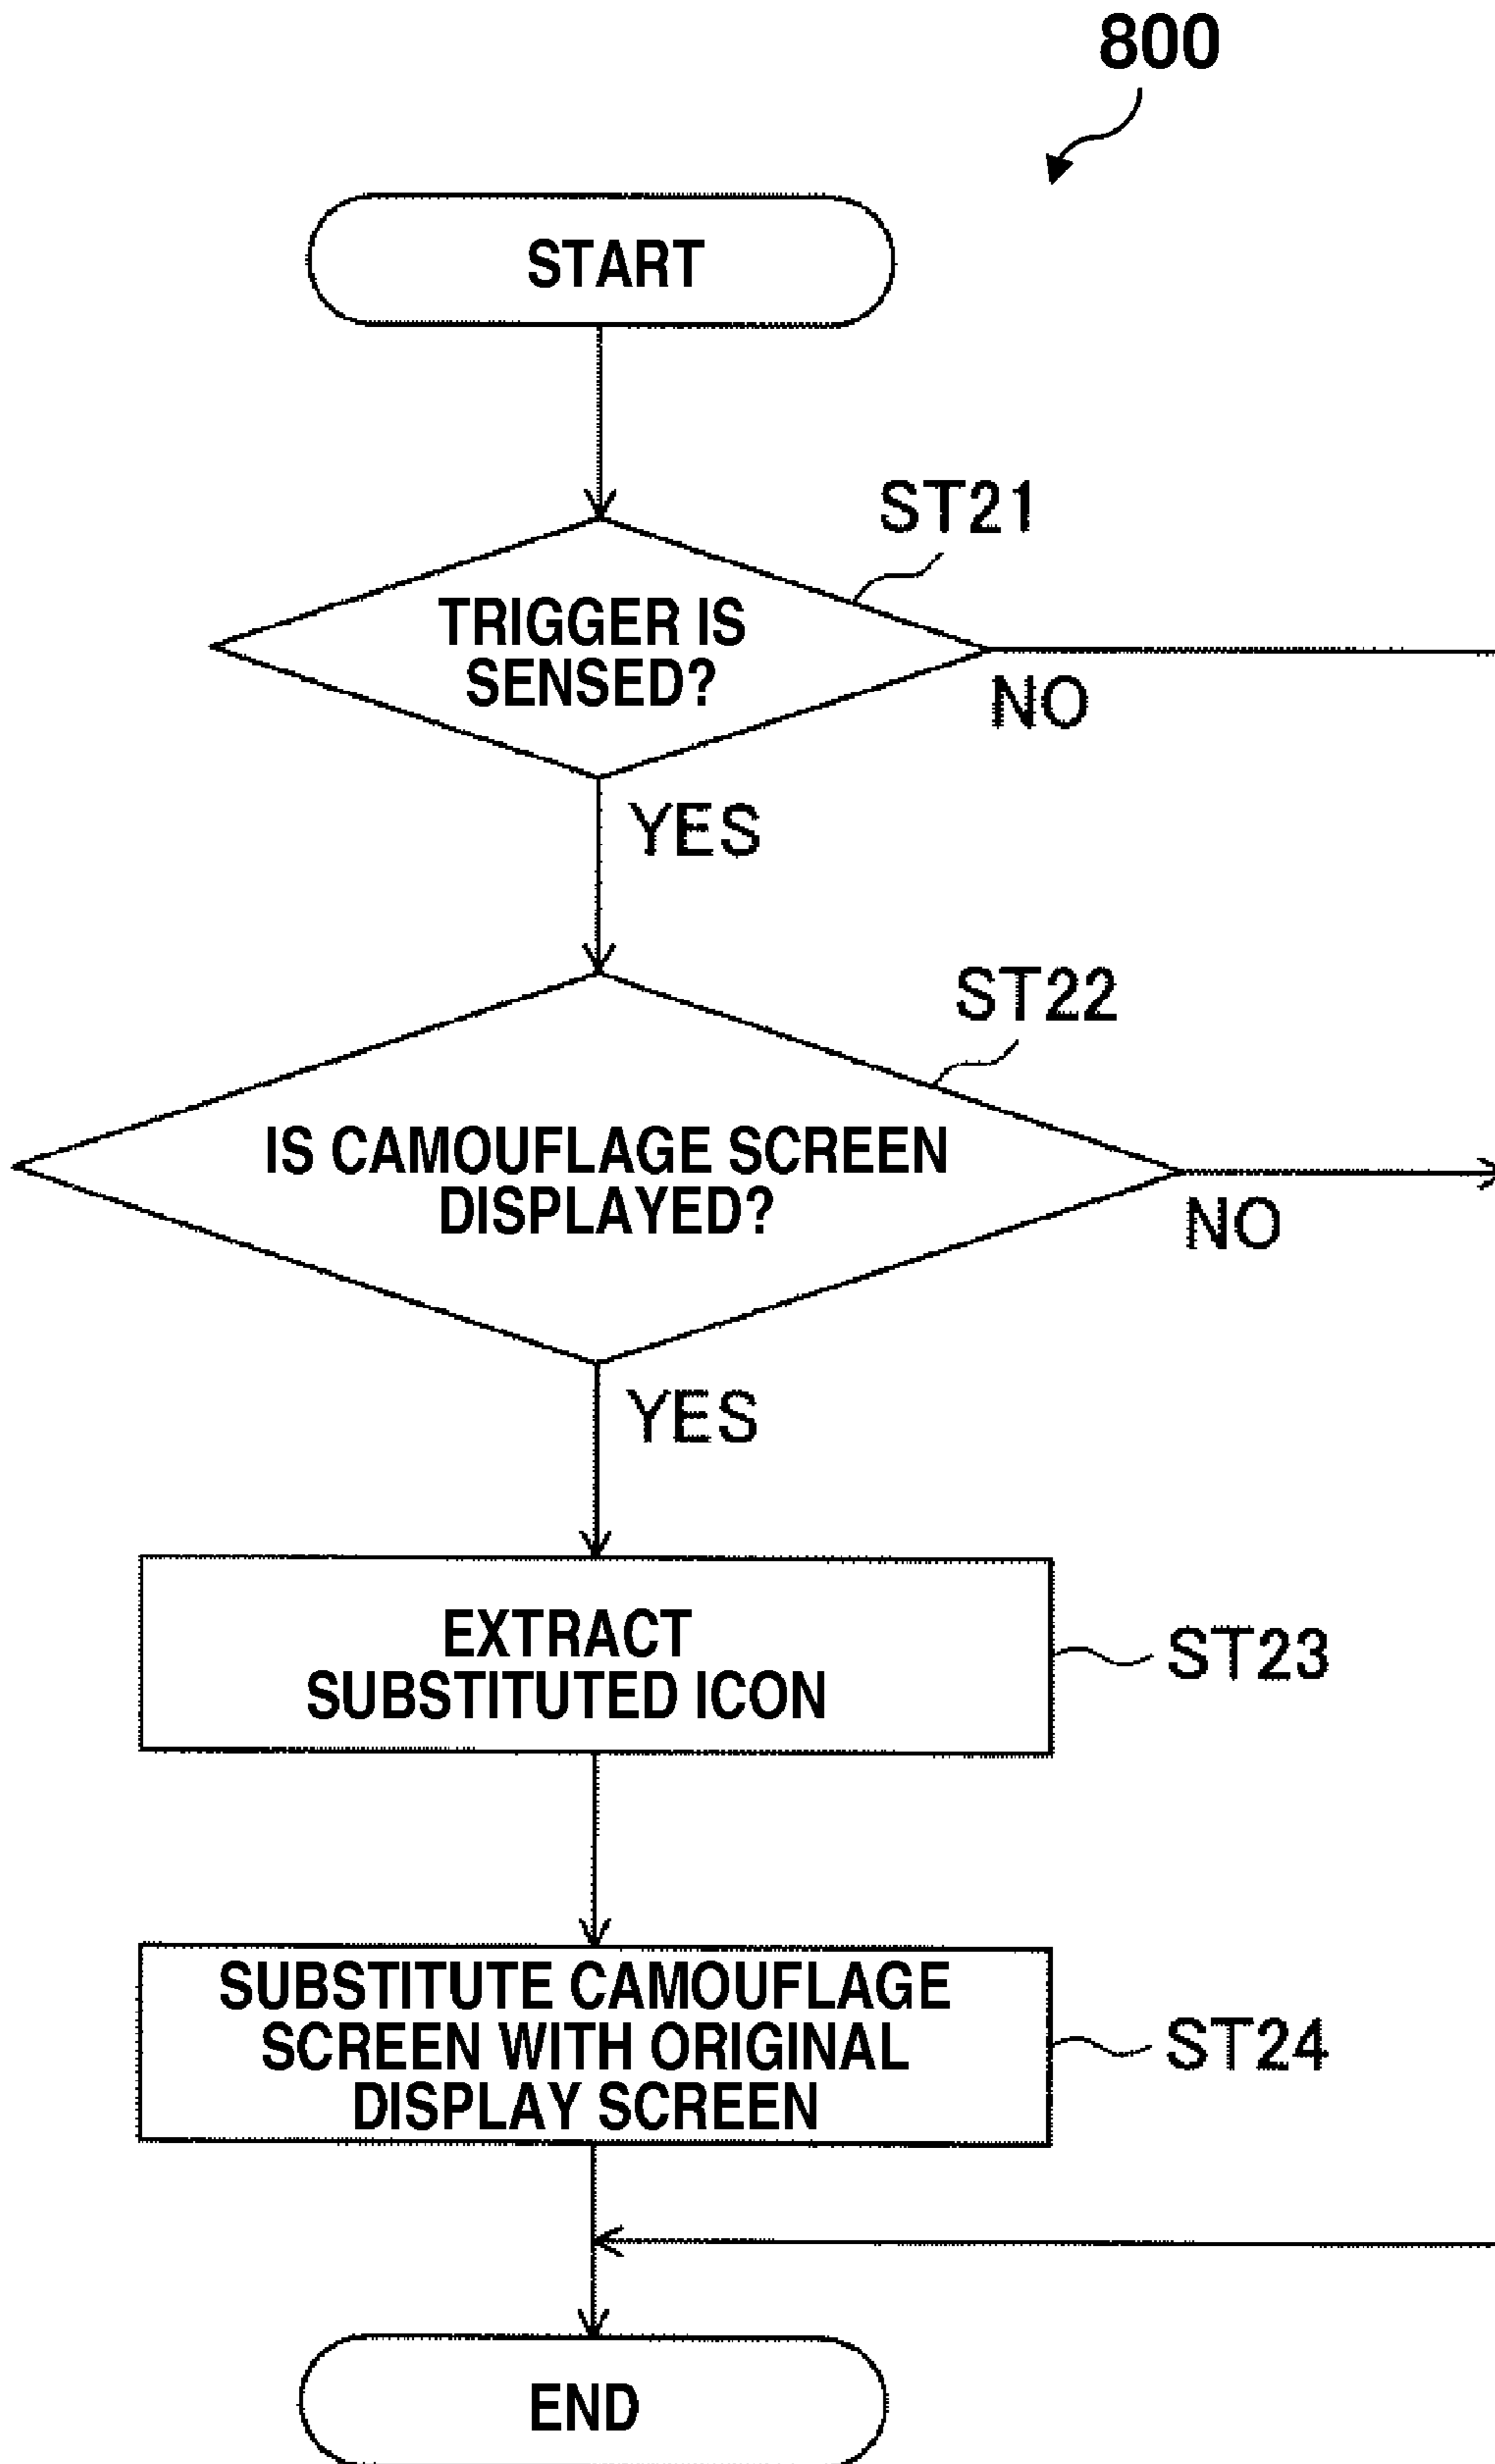 800
START
ST21
TRIGGER IS
SENSED?
NO
YES
ST22
IS CAMOUFLAGE SCREEN
DISPLAYED?
NO
YES
EXTRACT
SUBSTITUTED ICON
ST23
SUBSTITUTE CAMOUFLAGE
SCREEN WITH ORIGINAL
DISPLAY SCREEN
ST24
END